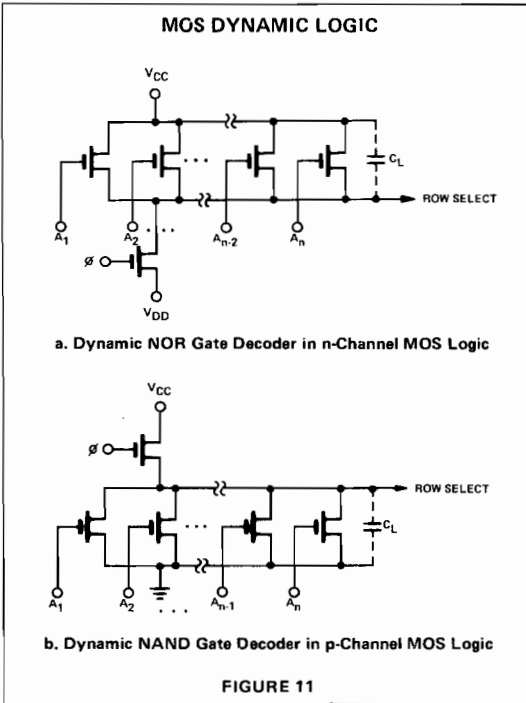 MOS DYNAMIC LOGIC
VCC
CL
ROW SELECT
A1 A2 . . . An-2 An
ø
VDD
a. Dynamic NOR Gate Decoder in n-Channel MOS Logic
VCC
ø
ROW SELECT
CL
A1 A2 . . . An-1 An
b. Dynamic NAND Gate Decoder in p-Channel MOS Logic
FIGURE 11